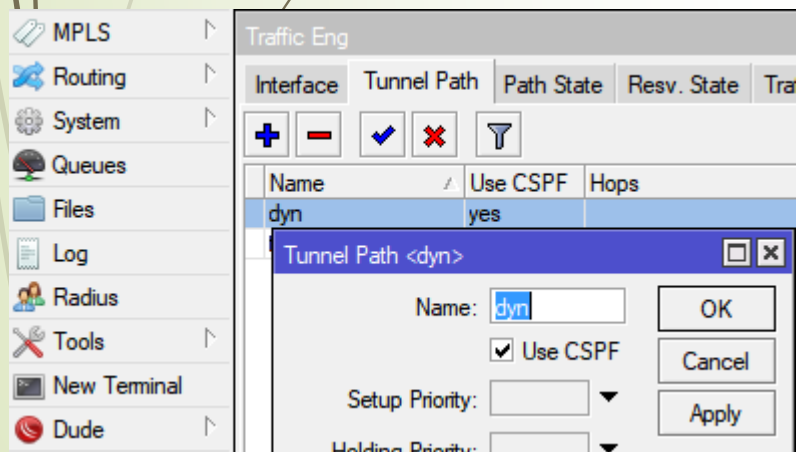 MPLS
Routing
System
Queues
Files
Log
Radius
Tools
New Terminal
Dude
Traffic Eng
Interface Tunnel Path Path State Resv. State
Name Use CSPF Hops
dyn yes
Tunnel Path <dyn>
Name: dyn OK
Use CSPF Cancel
Setup Priority: Apply
Holding Priority: